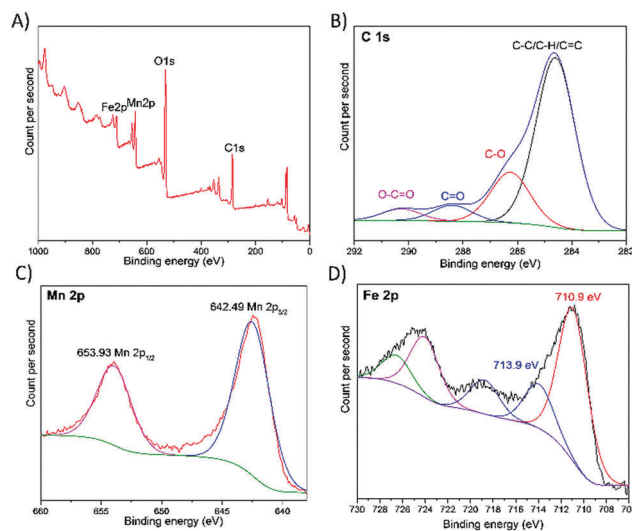 A)
O1s
Fe2p
Mn2p
C1s
Count per second
1000 800 600 400 200 0
Binding energy (eV)
B)
C 1s
C-C/C-H/C=C
C-O
O-C=O
C=O
Count per second
292 290 288 286 284 282
Binding energy (eV)
C)
Mn 2p
642.49 Mn 2p3/2
653.93 Mn 2p1/2
Count per second
660 655 650 645 640
Binding energy (eV)
D)
Fe 2p
710.9 eV
713.9 eV
Count per second
730 728 726 724 722 720 718 716 714 712 710 708 70
Binding energy (eV)